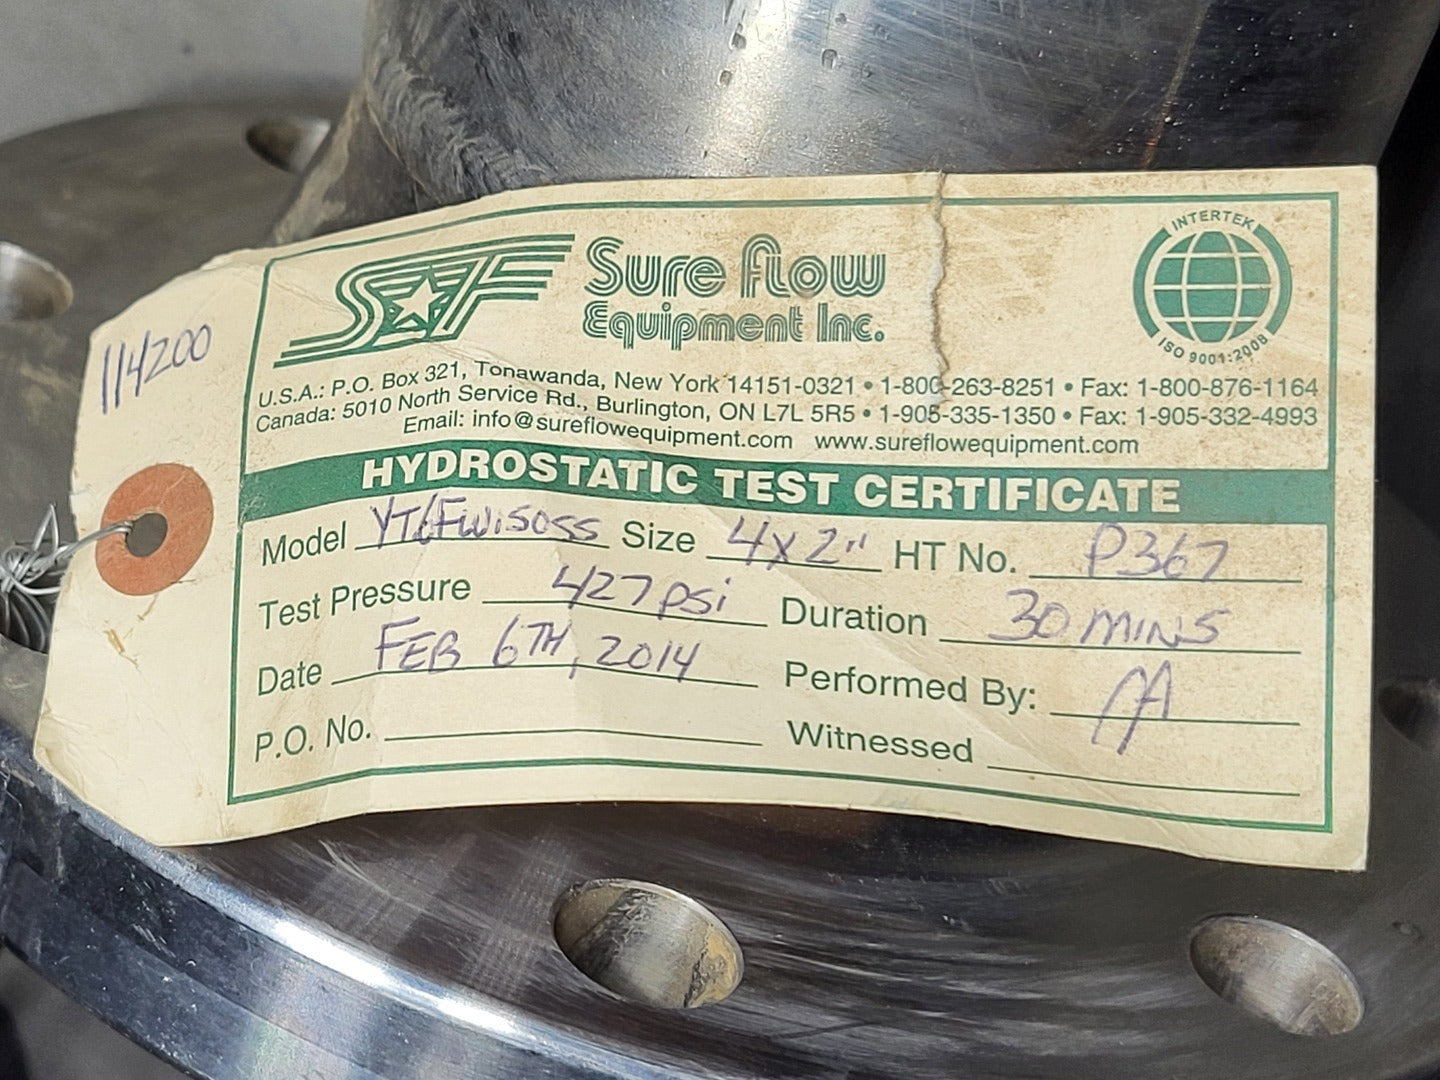 114200
SF
Sure Flow
Equipment Inc.
INTERTEK
ISO 9001:2008
U.S.A.: P.O. Box 321, Tonawanda, New York 14151-0321 • 1-800-263-8251 • Fax: 1-800-876-1164
Canada: 5010 North Service Rd., Burlington, ON L7L 5R5 • 1-905-335-1350 • Fax: 1-905-332-4993
Email: info@sureflowequipment.com www.sureflowequipment.com
HYDROSTATIC TEST CERTIFICATE
Model Size 4x2" HT No. P367
Test Pressure 427 psi Duration 30 MINS
Date FEB 6TH, 2014 Performed By: AA
P.O. No. Witnessed